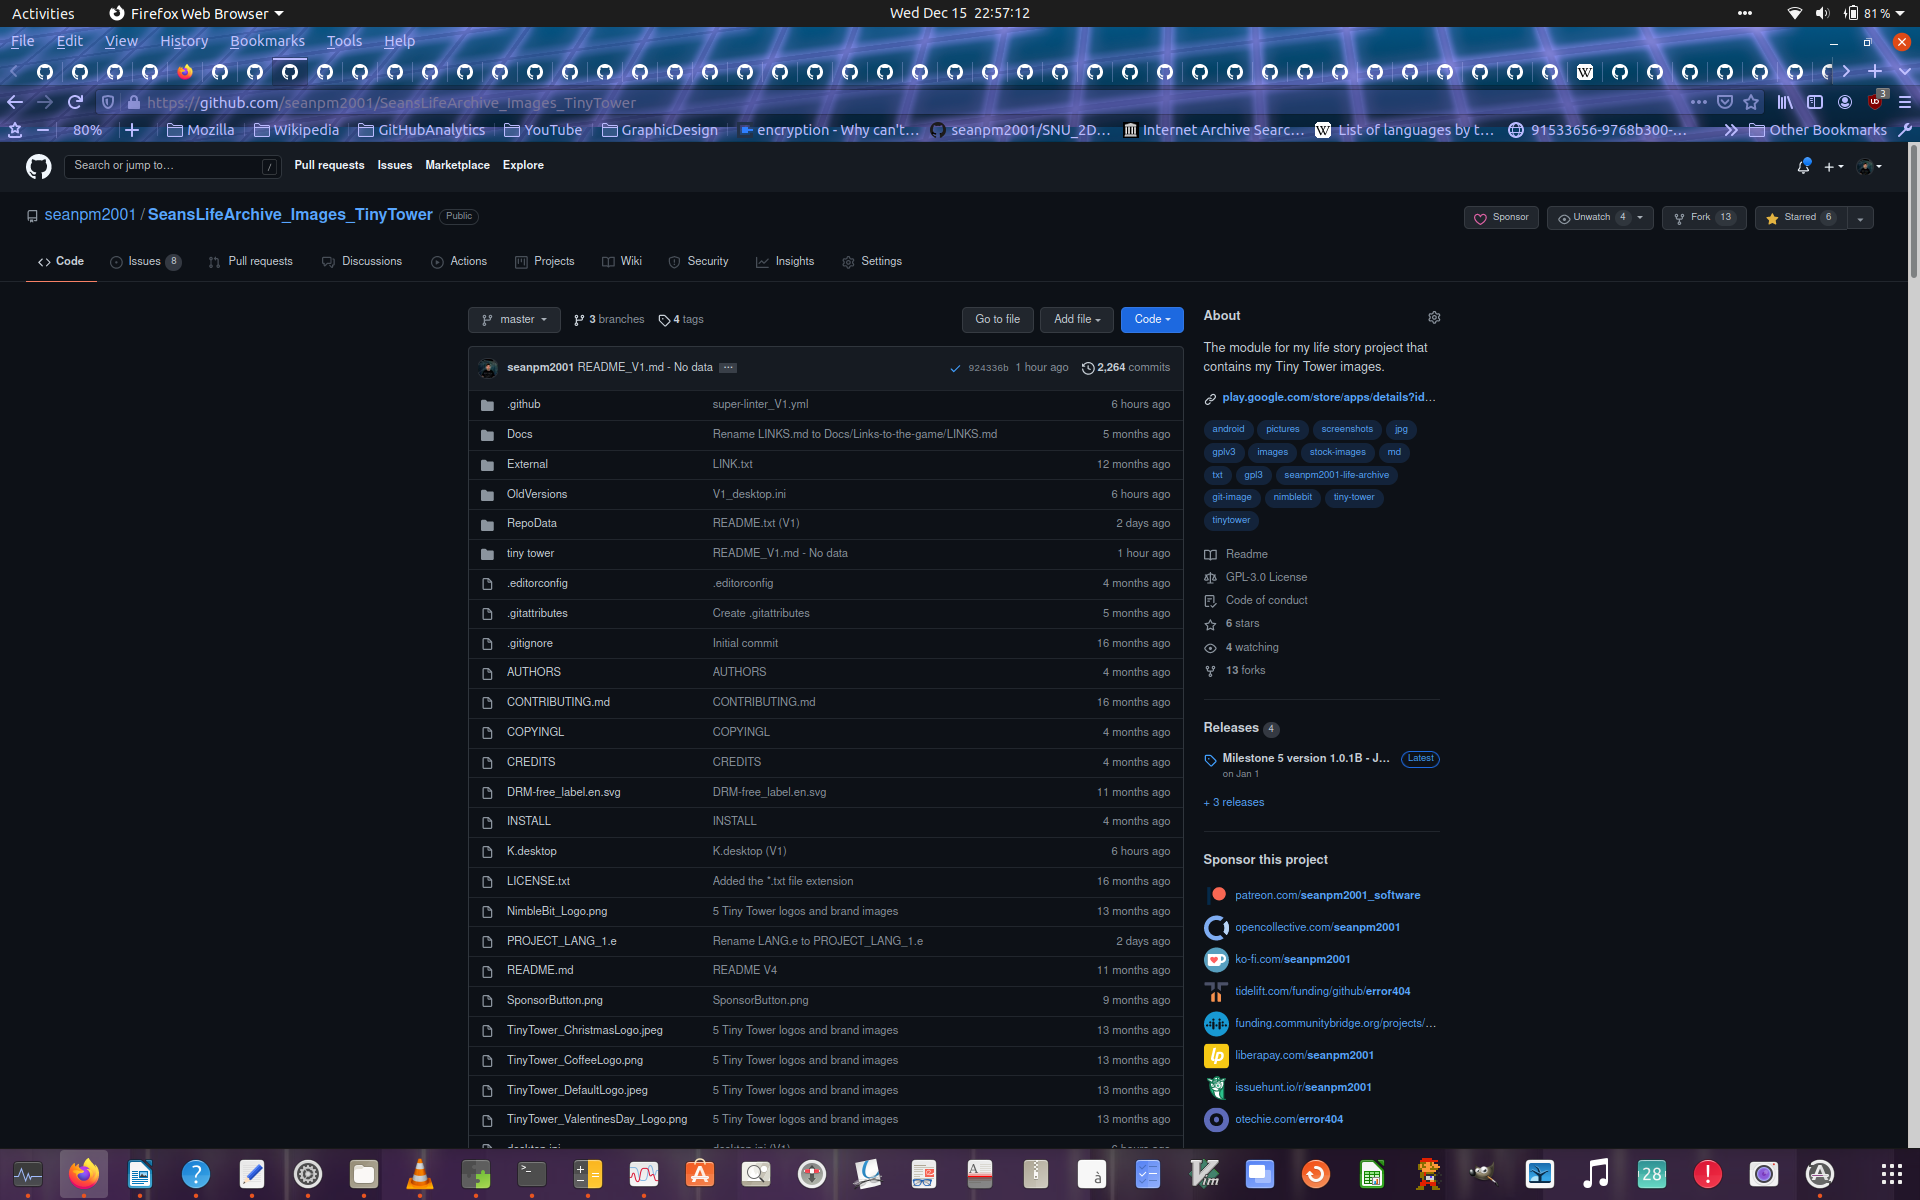 Activities Firefox Web Browser Wed Dec 15 22:57:12 81%
File Edit View History Bookmarks Tools Help
https://github.com/seanpm2001/SeansLifeArchive_Images_TinyTower 3
80% Mozilla Wikipedia GitHubAnalytics YouTube GraphicDesign encryption - Why can't… seanpm2001/SNU_2D… Internet Archive Searc… List of languages by t… 91533656-9768b300-… Other Bookmarks
Search or jump to… / Pull requests Issues Marketplace Explore
seanpm2001 / SeansLifeArchive_Images_TinyTower Public Sponsor Unwatch 4 Fork 13 Starred 6
Code Issues 8 Pull requests Discussions Actions Projects Wiki Security Insights Settings
master 3 branches 4 tags Go to file Add file Code
seanpm2001 README_V1.md - No data 924336b 1 hour ago 2,264 commits
.github super-linter_V1.yml 6 hours ago
Docs Rename LINKS.md to Docs/Links-to-the-game/LINKS.md 5 months ago
External LINK.txt 12 months ago
OldVersions V1_desktop.ini 6 hours ago
RepoData README.txt (V1) 2 days ago
tiny tower README_V1.md - No data 1 hour ago
.editorconfig .editorconfig 4 months ago
.gitattributes Create .gitattributes 5 months ago
.gitignore Initial commit 16 months ago
AUTHORS AUTHORS 4 months ago
CONTRIBUTING.md CONTRIBUTING.md 16 months ago
COPYINGL COPYINGL 4 months ago
CREDITS CREDITS 4 months ago
DRM-free_label.en.svg DRM-free_label.en.svg 11 months ago
INSTALL INSTALL 4 months ago
K.desktop K.desktop (V1) 6 hours ago
LICENSE.txt Added the *.txt file extension 16 months ago
NimbleBit_Logo.png 5 Tiny Tower logos and brand images 13 months ago
PROJECT_LANG_1.e Rename LANG.e to PROJECT_LANG_1.e 2 days ago
README.md README V4 11 months ago
SponsorButton.png SponsorButton.png 9 months ago
TinyTower_ChristmasLogo.jpeg 5 Tiny Tower logos and brand images 13 months ago
TinyTower_CoffeeLogo.png 5 Tiny Tower logos and brand images 13 months ago
TinyTower_DefaultLogo.jpeg 5 Tiny Tower logos and brand images 13 months ago
TinyTower_ValentinesDay_Logo.png 5 Tiny Tower logos and brand images 13 months ago
About
The module for my life story project that
contains my Tiny Tower images.
play.google.com/store/apps/details?id…
android pictures screenshots jpg
gplv3 images stock-images md
txt gpl3 seanpm2001-life-archive
git-image nimblebit tiny-tower
tinytower
Readme
GPL-3.0 License
Code of conduct
6 stars
4 watching
13 forks
Releases 4
Milestone 5 version 1.0.1B - J… Latest
on Jan 1
+ 3 releases
Sponsor this project
patreon.com/seanpm2001_software
opencollective.com/seanpm2001
ko-fi.com/seanpm2001
tidelift.com/funding/github/error404
funding.communitybridge.org/projects/…
liberapay.com/seanpm2001
issuehunt.io/r/seanpm2001
otechie.com/error404
28